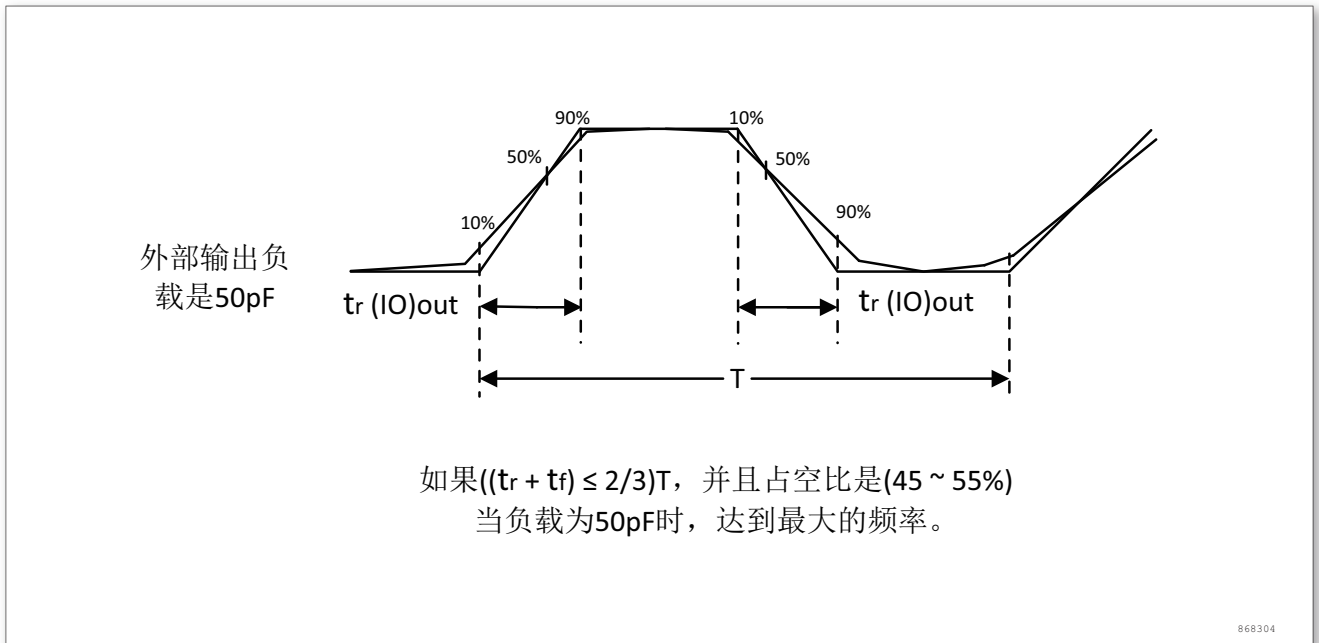 90%
10%
50%
50%
10%
90%
外部输出负
载是50pF
tr (IO)out
tr (IO)out
T
如果((tr + tf) ≤ 2/3)T，并且占空比是(45 ~ 55%)
当负载为50pF时，达到最大的频率。
868304